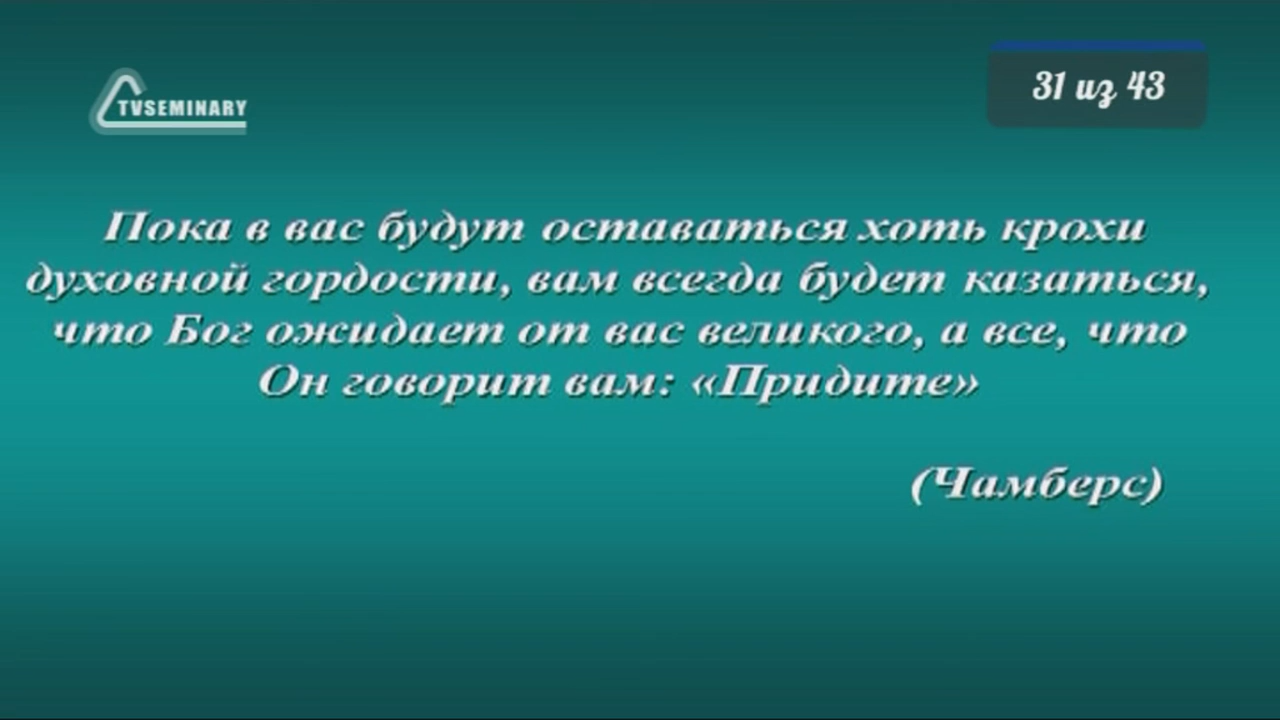 TVSEMINARY
31 из 43
Пока в вас будут оставаться хоть крохи
духовной гордости, вам всегда будет казаться,
что Бог ожидает от вас великого, а все, что
Он говорит вам: «Придите»
(Чамберс)